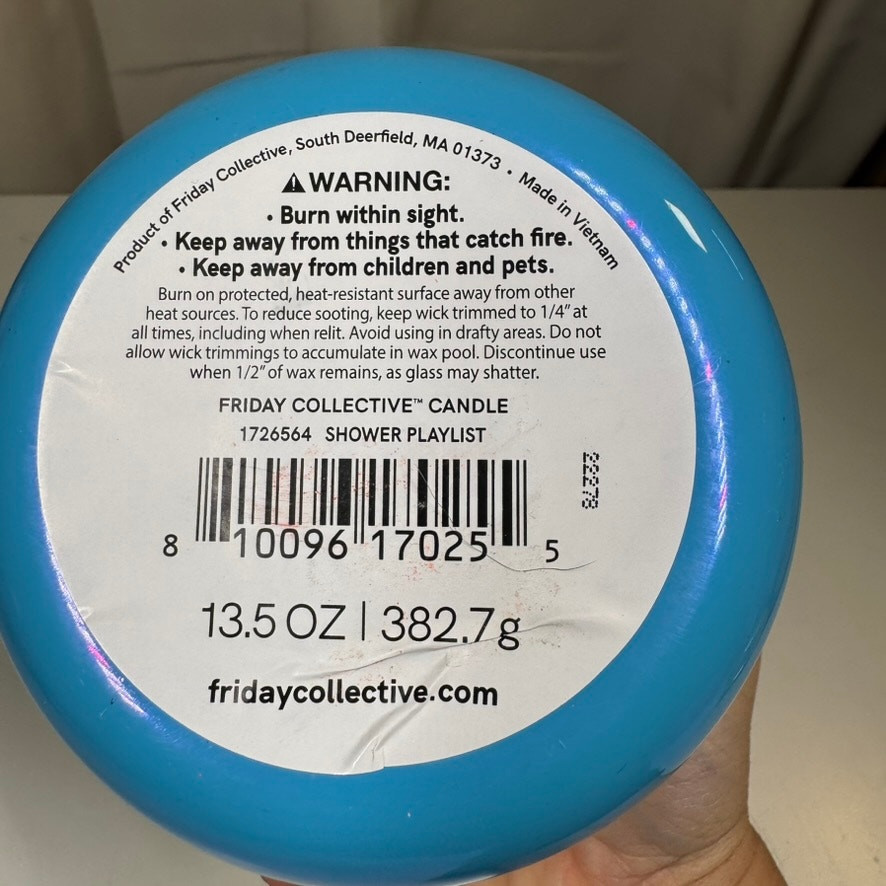 Product of Friday Collective, South Deerfield, MA 01373 • Made in Vietnam
⚠WARNING:
• Burn within sight.
• Keep away from things that catch fire.
• Keep away from children and pets.
Burn on protected, heat-resistant surface away from other
heat sources. To reduce sooting, keep wick trimmed to 1/4" at
all times, including when relit. Avoid using in drafty areas. Do not
allow wick trimmings to accumulate in wax pool. Discontinue use
when 1/2" of wax remains, as glass may shatter.
FRIDAY COLLECTIVE™ CANDLE
1726564 SHOWER PLAYLIST
22278
8 10096 17025 5
13.5 OZ | 382.7g
fridaycollective.com